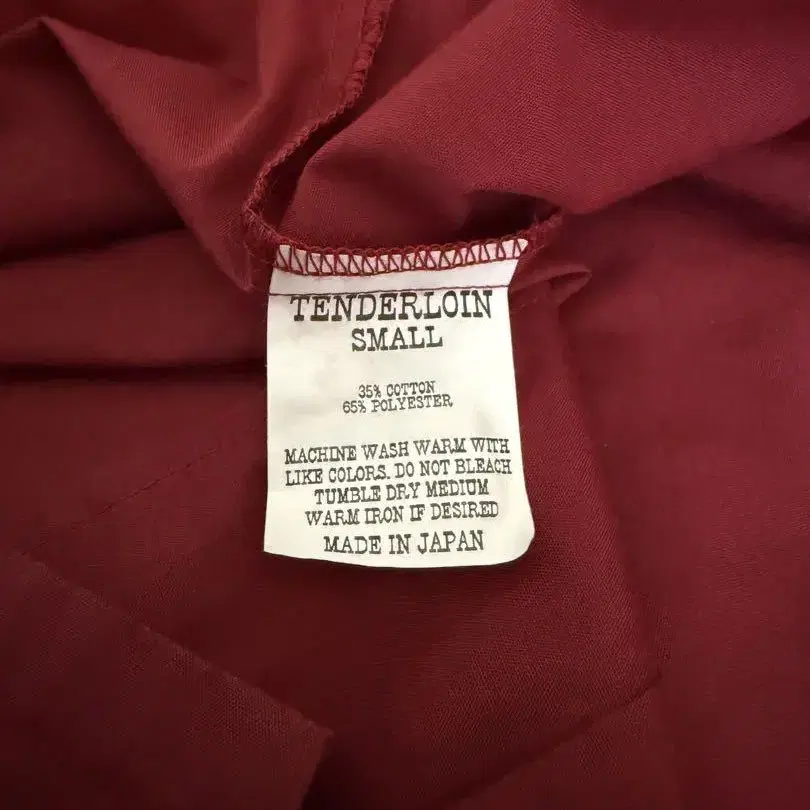 TENDERLOIN
SMALL
35% COTTON
65% POLYESTER
MACHINE WASH WARM WITH
LIKE COLORS. DO NOT BLEACH
TUMBLE DRY MEDIUM
WARM IRON IF DESIRED
MADE IN JAPAN